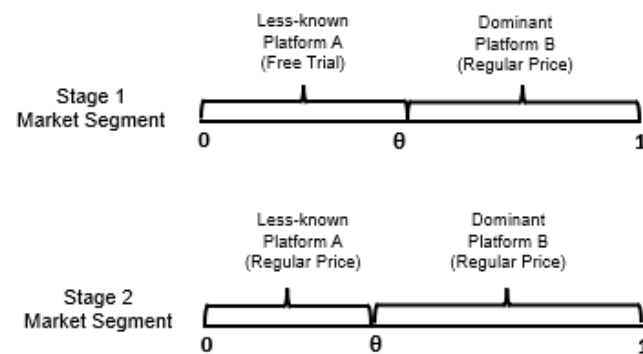 Less-known
Platform A
(Free Trial)
Dominant
Platform B
(Regular Price)
Stage 1
Market Segment
0
θ
1
Less-known
Platform A
(Regular Price)
Dominant
Platform B
(Regular Price)
Stage 2
Market Segment
0
θ
1